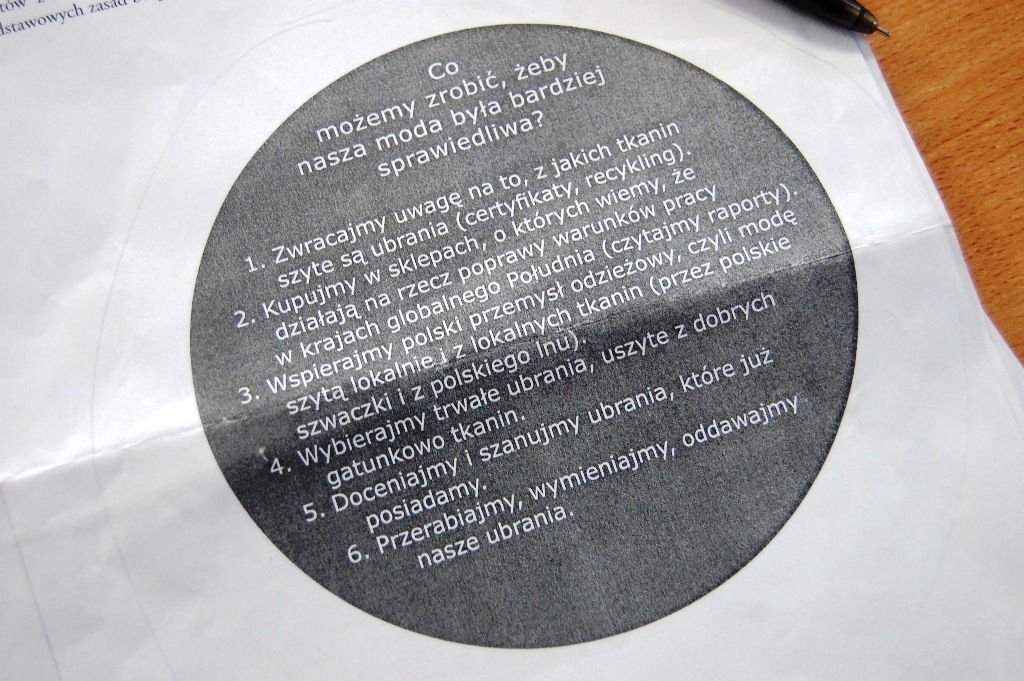 tów
dstawowych zasad
Co
możemy zrobić, żeby
nasza moda była bardziej
sprawiedliwa?
1. Zwracajmy uwagę na to, z jakich tkanin
szyte są ubrania (certyfikaty, recykling).
2. Kupujmy w sklepach, o których wiemy, że
działają na rzecz poprawy warunków pracy
w krajach globalnego Południa (czytajmy raporty).
3. Wspierajmy polski przemysł odzieżowy, czyli modę
szytą lokalnie i z lokalnych tkanin (przez polskie
szwaczki i z polskiego lnu).
4. Wybierajmy trwałe ubrania, uszyte z dobrych
gatunkowo tkanin.
5. Doceniajmy i szanujmy ubrania, które już
posiadamy.
6. Przerabiajmy, wymieniajmy, oddawajmy
nasze ubrania.